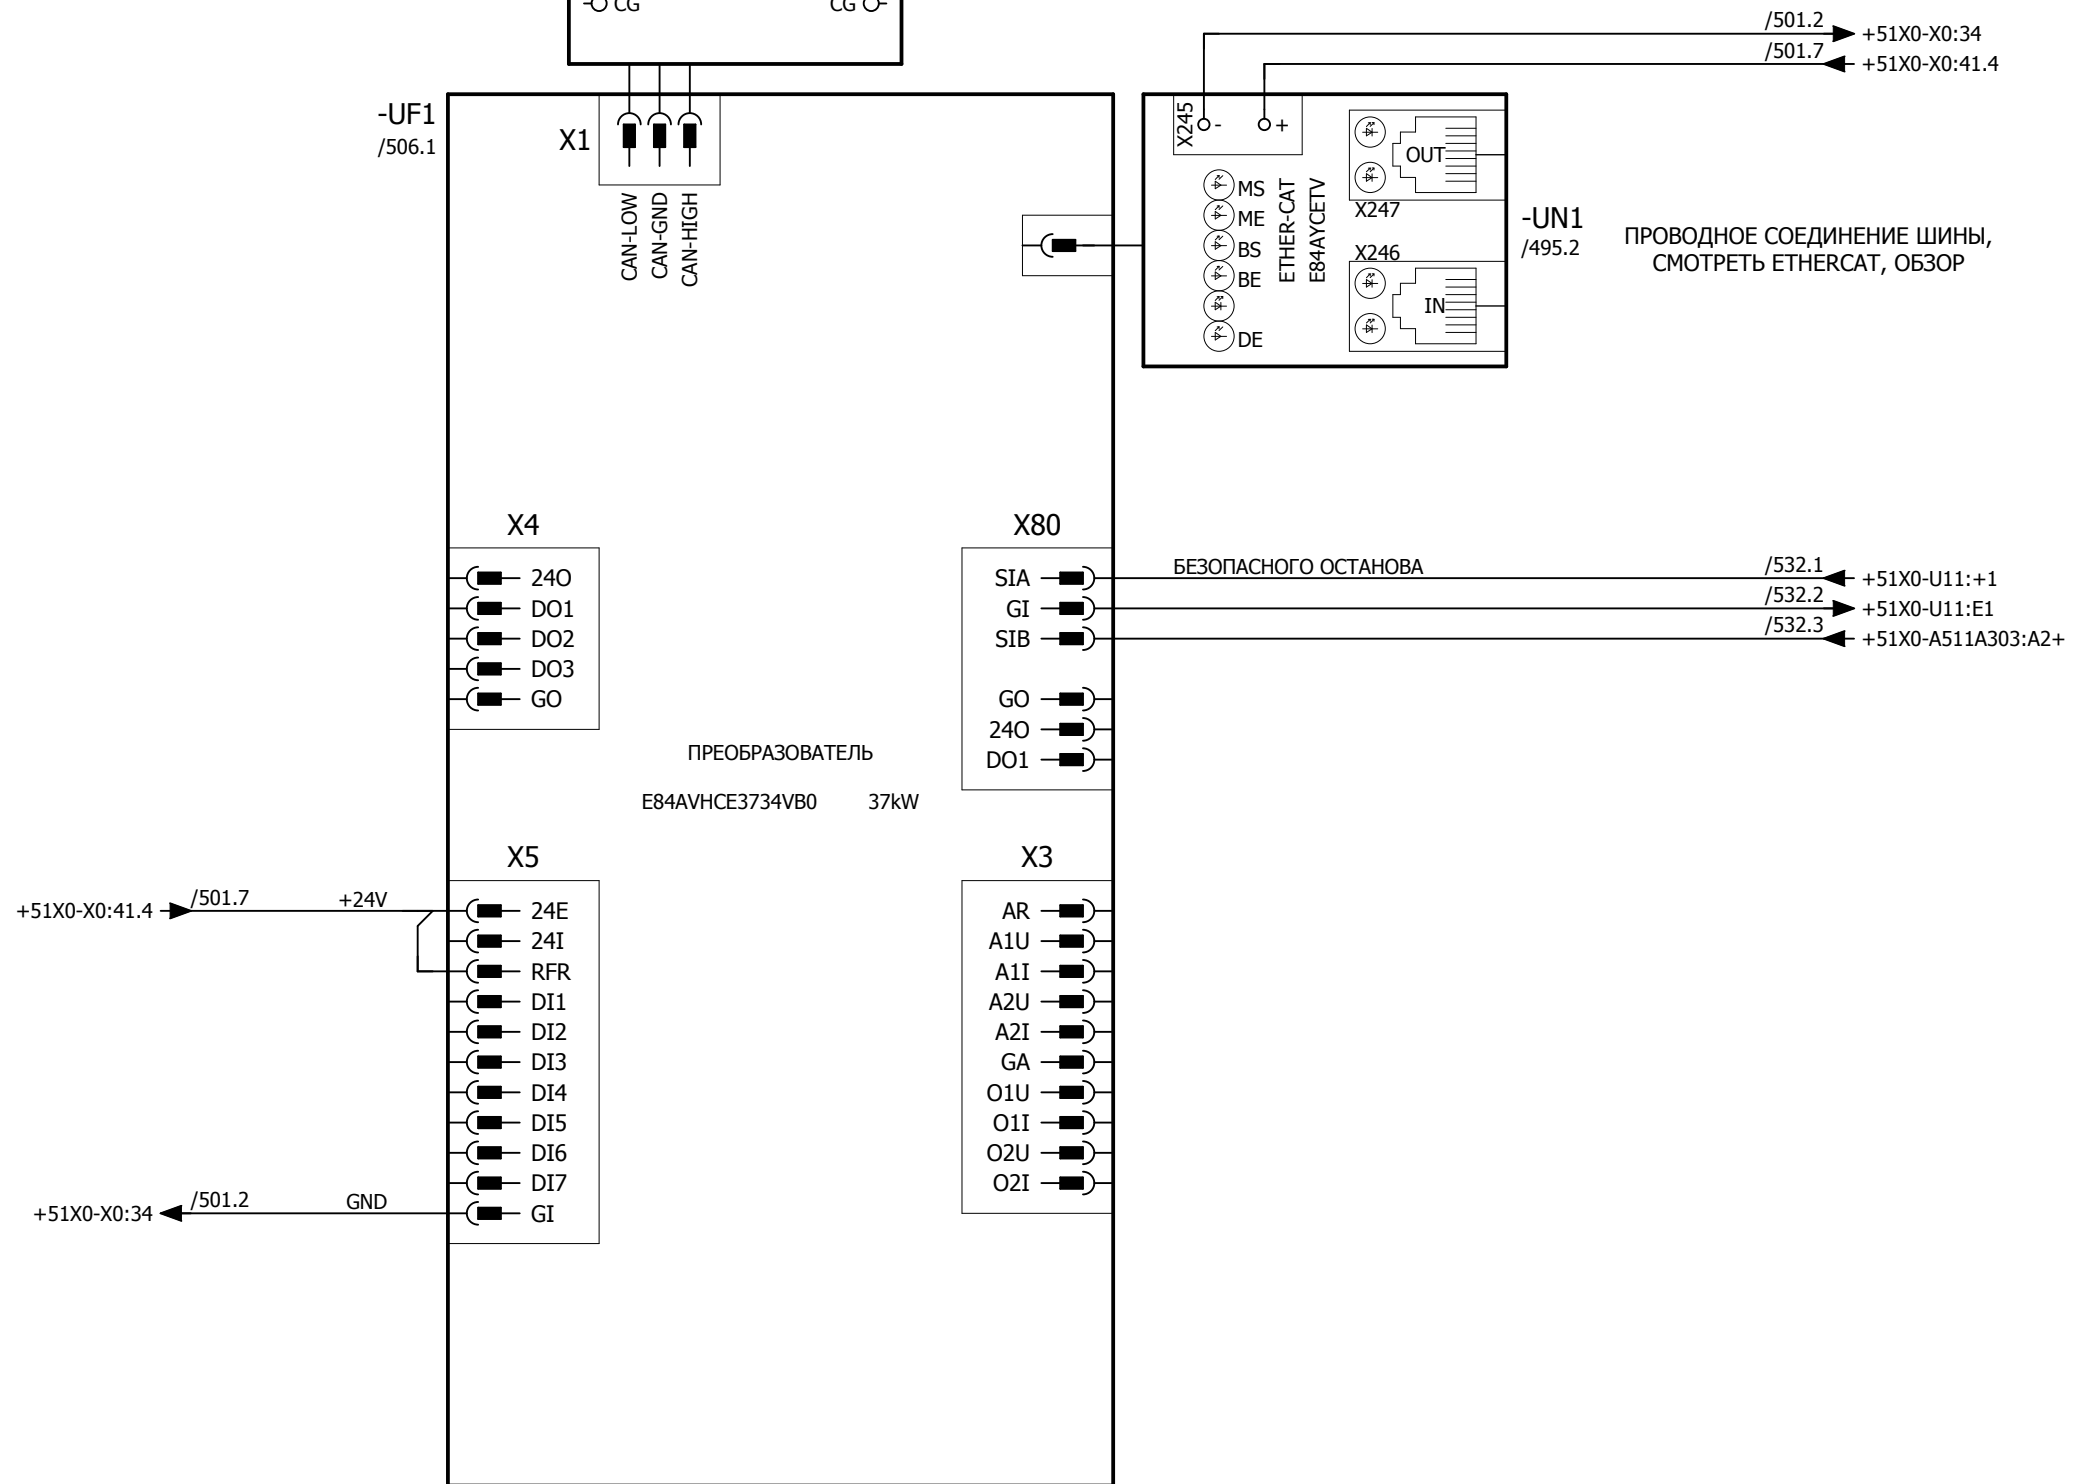 CG CG
/501.2 +51X0-X0:34
/501.7 +51X0-X0:41.4
-UF1
/506.1
X1
CAN-LOW
CAN-GND
CAN-HIGH
X245
- +
MS
ME
BS
BE
DE
ETHER-CAT
E84AYCETV
OUT
X247
X246
IN
-UN1
/495.2
ПРОВОДНОЕ СОЕДИНЕНИЕ ШИНЫ,
СМОТРЕТЬ ETHERCAT, ОБЗОР
X4
24O
DO1
DO2
DO3
GO
X80
SIA
GI
SIB
GO
24O
DO1
БЕЗОПАСНОГО ОСТАНОВА
/532.1 +51X0-U11:+1
/532.2 +51X0-U11:E1
/532.3 +51X0-A511A303:A2+
ПРЕОБРАЗОВАТЕЛЬ
E84AVHCE3734VB0 37kW
X5
+51X0-X0:41.4 /501.7 +24V
24E
24I
RFR
DI1
DI2
DI3
DI4
DI5
DI6
DI7
GI
+51X0-X0:34 /501.2 GND
X3
AR
A1U
A1I
A2U
A2I
GA
O1U
O1I
O2U
O2I